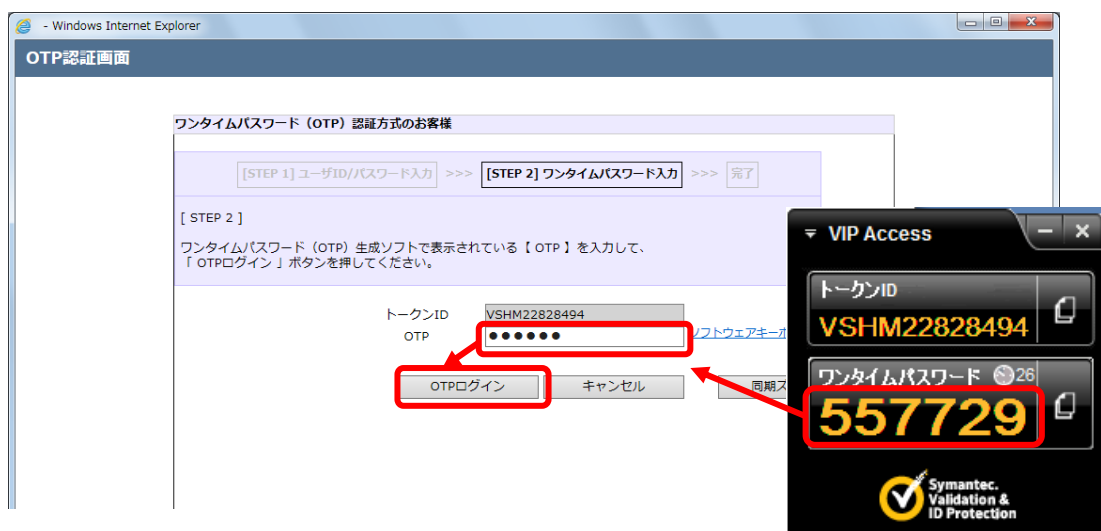 - Windows Internet Explorer
OTP認証画面
ワンタイムパスワード（OTP）認証方式のお客様
[STEP 1] ユーザID/パスワード入力 >>> [STEP 2] ワンタイムパスワード入力 >>> 完了
[ STEP 2 ]
ワンタイムパスワード（OTP）生成ソフトで表示されている【 OTP 】を入力して、
「 OTPログイン 」ボタンを押してください。
トークンID VSHM22828494
OTP ●●●●●● ソフトウェアキーボ
OTPログイン キャンセル 同期ス
VIP Access
トークンID
VSHM22828494
ワンタイムパスワード 26
557729
Symantec.
Validation &
ID Protection